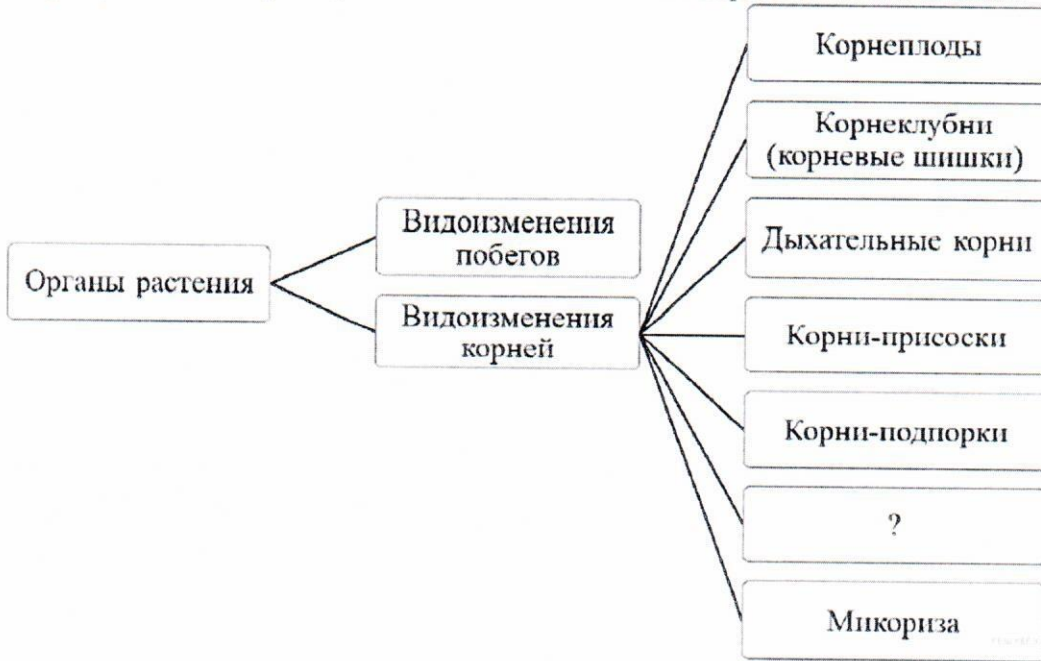 Корнеплоды
Корнеклубни
(корневые шишки)
Видоизменения
побегов
Дыхательные корни
Органы растения
Видоизменения
корней
Корни-присоски
Корни-подпорки
?
Микориза